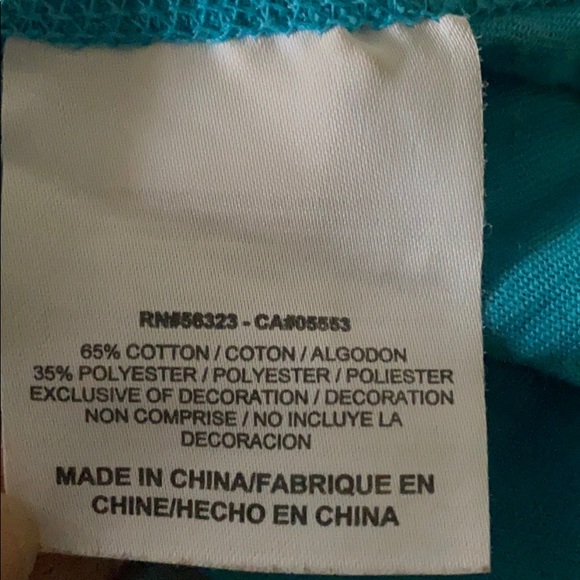 RN#56323 - CA#05553
65% COTTON / COTON / ALGODON
35% POLYESTER / POLYESTER / POLIESTER
EXCLUSIVE OF DECORATION / DECORATION
NON COMPRISE / NO INCLUYE LA
DECORACION
MADE IN CHINA/FABRIQUE EN
CHINE/HECHO EN CHINA